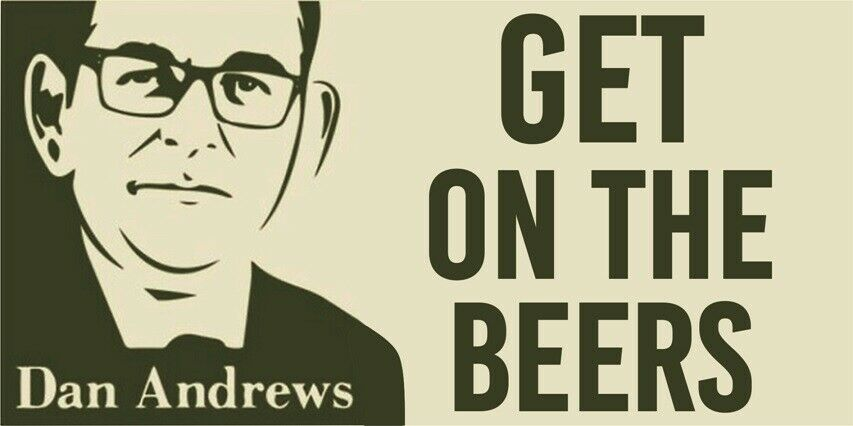 GET
ON THE
BEERS
Dan Andrews